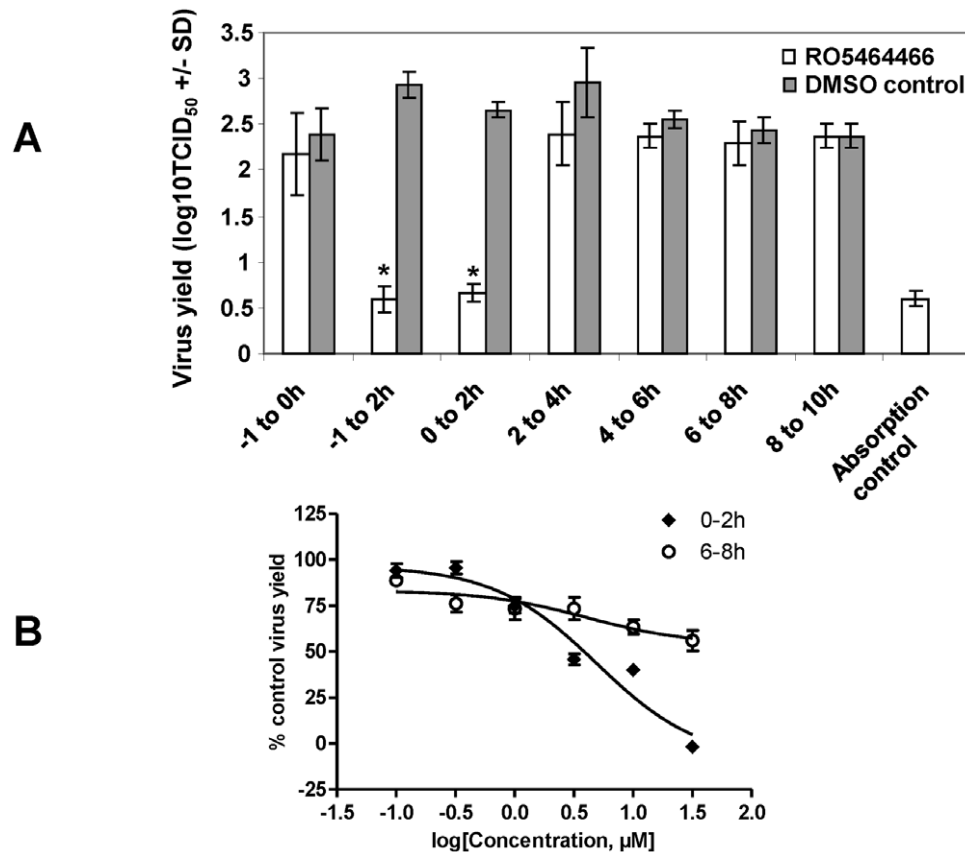 A
Virus yield (log10TCID50 +/- SD)
3.5
3
2.5
2
1.5
1
0.5
0
RO5464466
DMSO control
*
*
-1 to 0h
-1 to 2h
0 to 2h
2 to 4h
4 to 6h
6 to 8h
8 to 10h
Absorption
control
B
% control virus yield
125
100
75
50
25
0
-25
0-2h
6-8h
-1.5
-1.0
-0.5
0.0
0.5
1.0
1.5
2.0
log[Concentration, µM]